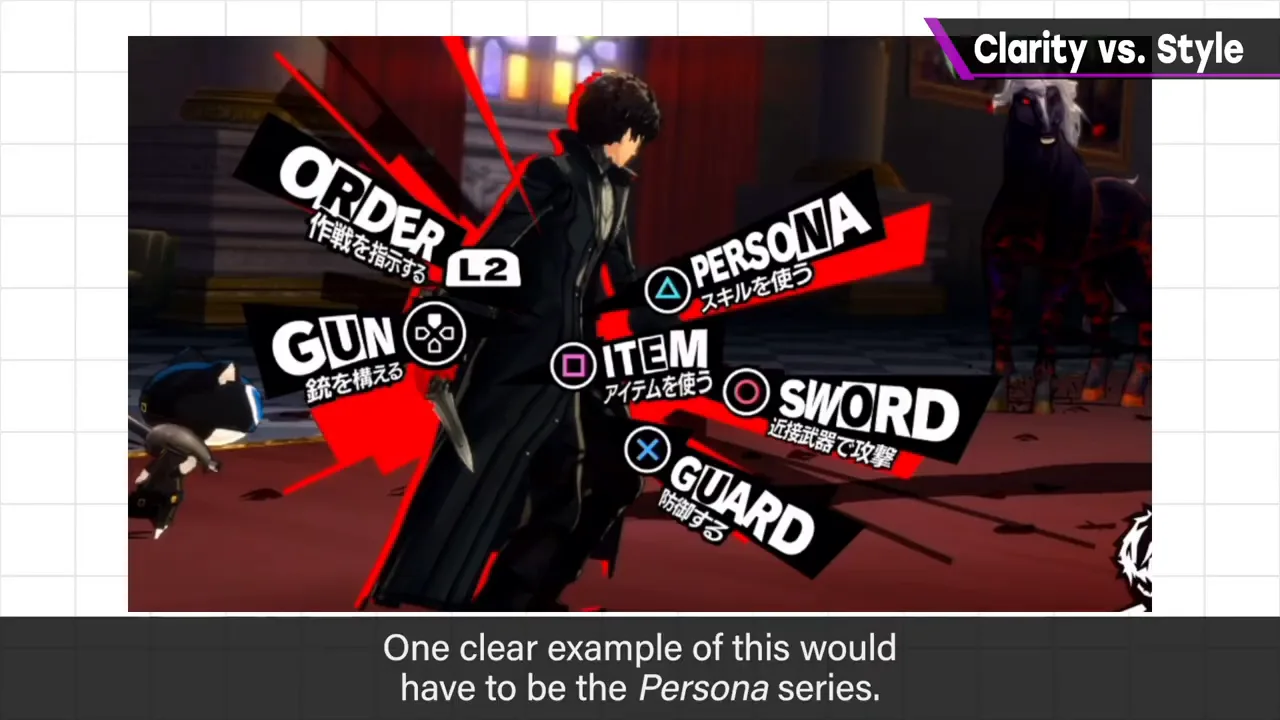 Clarity vs. Style
ORDER
作戦を指示する
L2
PERSONA
スキルを使う
GUN
銃を構える
ITEM
アイテムを使う
SWORD
近接武器で攻撃
GUARD
防御する
One clear example of this would
have to be the Persona series.